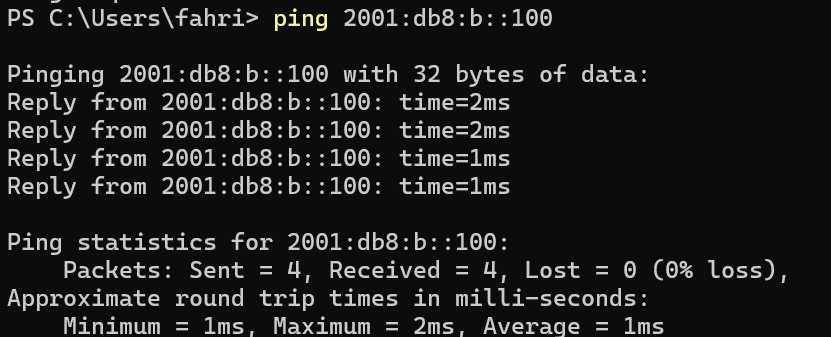 PS C:\Users\fahri> ping 2001:db8:b::100
Pinging 2001:db8:b::100 with 32 bytes of data:
Reply from 2001:db8:b::100: time=2ms
Reply from 2001:db8:b::100: time=2ms
Reply from 2001:db8:b::100: time=1ms
Reply from 2001:db8:b::100: time=1ms
Ping statistics for 2001:db8:b::100:
    Packets: Sent = 4, Received = 4, Lost = 0 (0% loss),
Approximate round trip times in milli-seconds:
    Minimum = 1ms, Maximum = 2ms, Average = 1ms